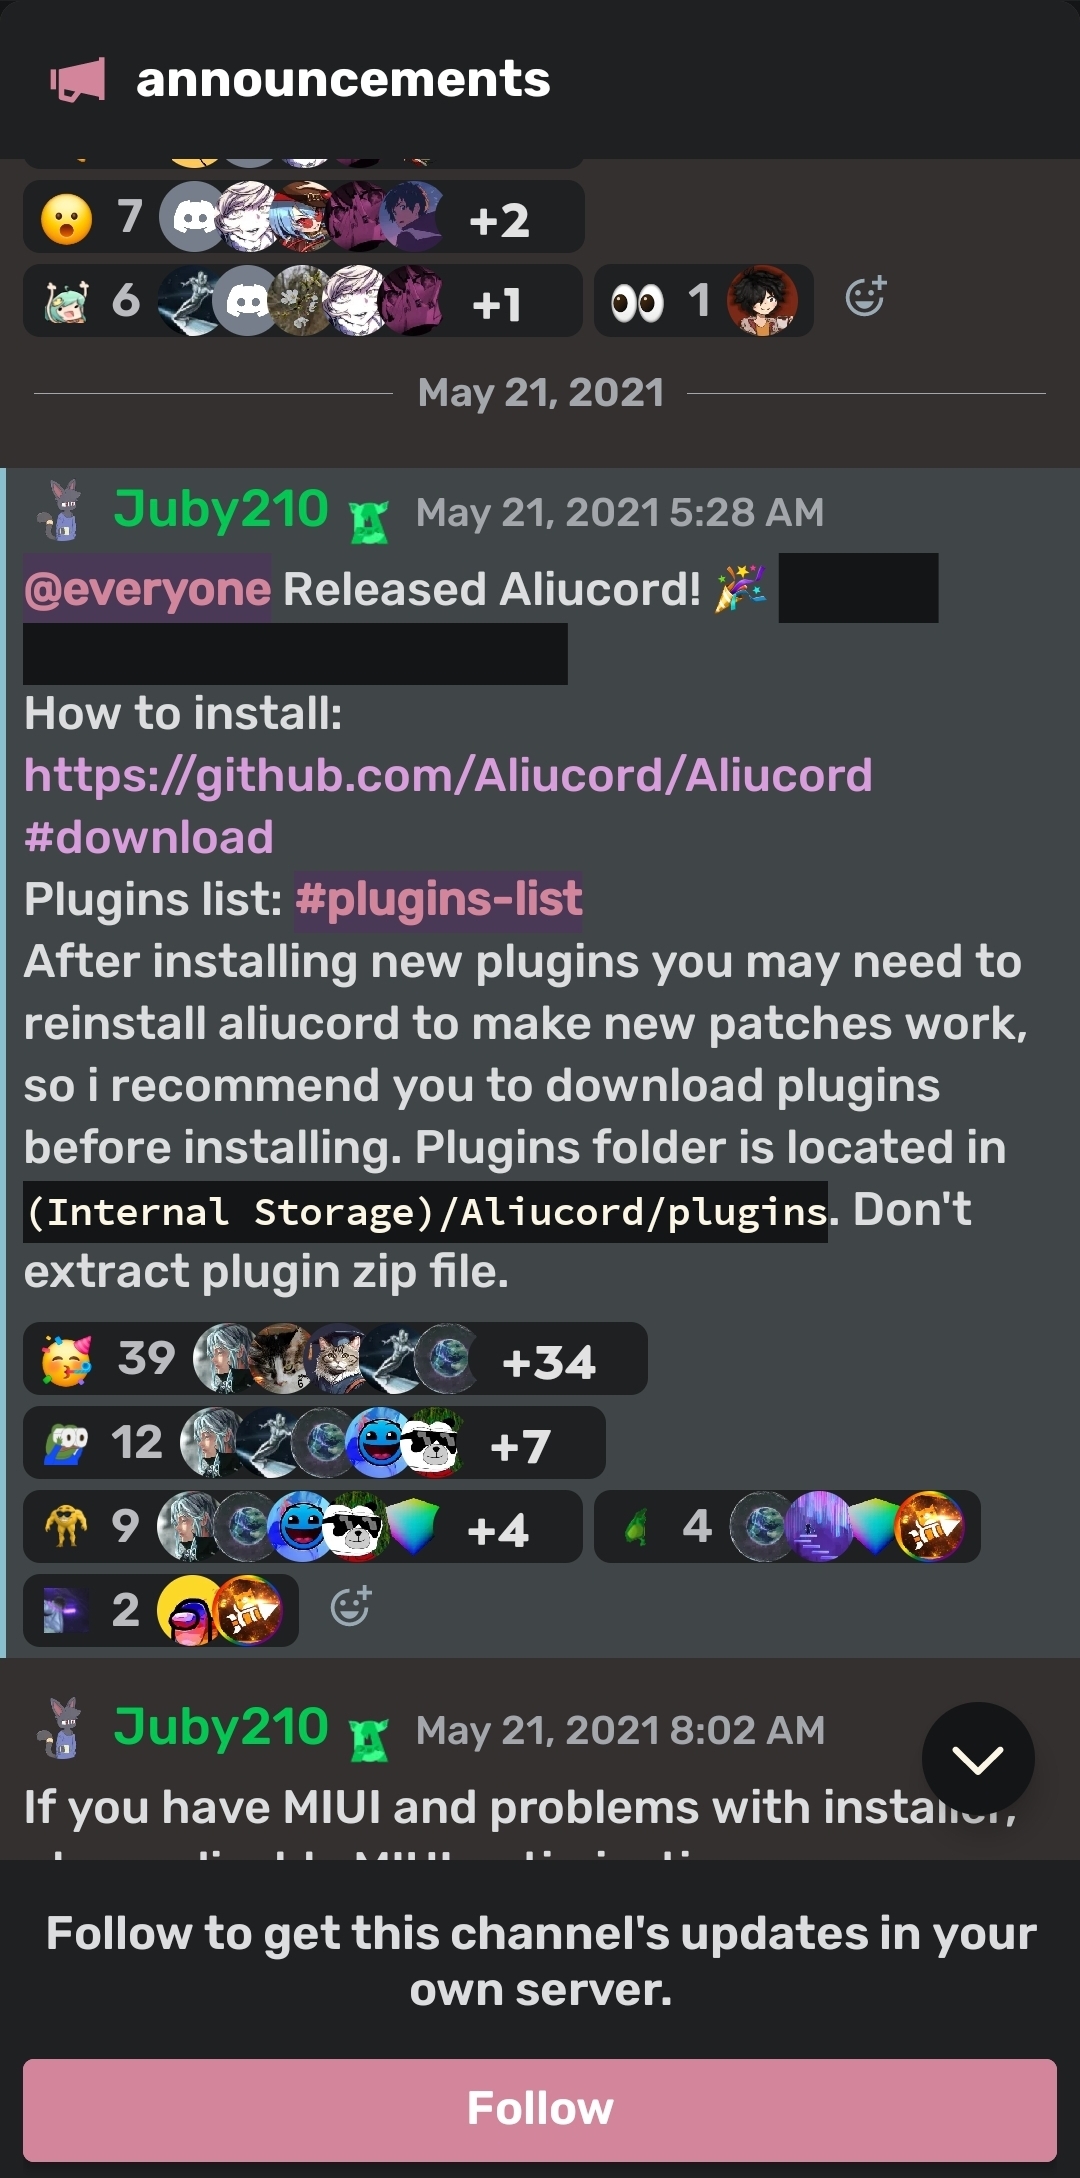 announcements
7 +2
6 +1 1
May 21, 2021
Juby210 May 21, 2021 5:28 AM
@everyone Released Aliucord!
How to install:
https://github.com/Aliucord/Aliucord
#download
Plugins list: #plugins-list
After installing new plugins you may need to
reinstall aliucord to make new patches work,
so i recommend you to download plugins
before installing. Plugins folder is located in
(Internal Storage)/Aliucord/plugins. Don't
extract plugin zip file.
39 +34
12 +7
9 +4 4
2
Juby210 May 21, 2021 8:02 AM
If you have MIUI and problems with installer,
Follow to get this channel's updates in your
own server.
Follow